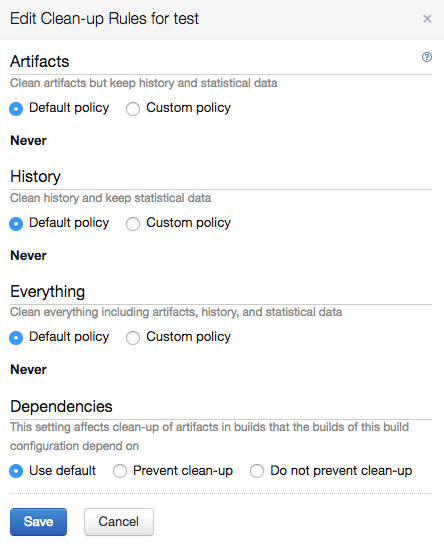 Edit Clean-up Rules for test ×
Artifacts ?
Clean artifacts but keep history and statistical data
Default policy Custom policy
Never
History
Clean history and keep statistical data
Default policy Custom policy
Never
Everything
Clean everything including artifacts, history, and statistical data
Default policy Custom policy
Never
Dependencies
This setting affects clean-up of artifacts in builds that the builds of this build
configuration depend on
Use default Prevent clean-up Do not prevent clean-up
Save Cancel